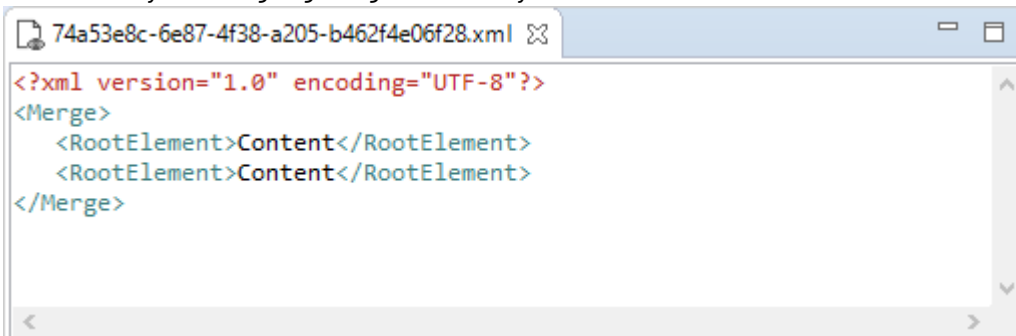 74a53e8c-6e87-4f38-a205-b462f4e06f28.xml
<?xml version="1.0" encoding="UTF-8"?>
<Merge>
   <RootElement>Content</RootElement>
   <RootElement>Content</RootElement>
</Merge>